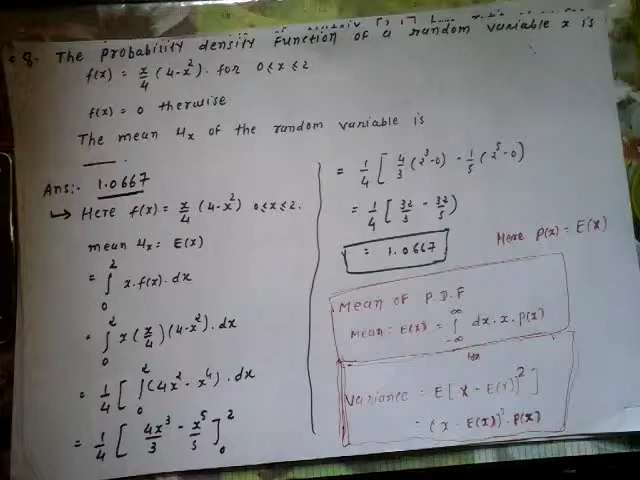 8. The probability density function of a random variable x is
f(x) = x/4 (4-x²). for 0≤x≤2
f(x) = 0 otherwise
The mean μx of the random variable is
____.
Ans:- 1.0667
↳ Here f(x) = x/4 (4-x²) 0≤x≤2.
mean μx = E(x)
= ∫₀² x.f(x).dx
= ∫₀² x(x/4)(4-x²).dx
= 1/4 [ ∫₀² (4x²-x⁴).dx
= 1/4 [ 4x³/3 - x⁵/5 ]₀²
= 1/4 [ 4/3 (2³-0) - 1/5 (2⁵-0)
= 1/4 [ 32/3 - 32/5 )
= 1.0667
Here P(x) = E(x)
Mean of P.D.F
Mean = E(x) = ∫₋∞^∞ dx.x.P(x)
Variance = E[x - E(x)²]
= (x - E(x))².P(x)